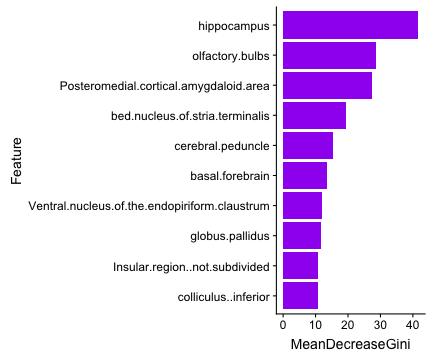 hippocampus
olfactory.bulbs
Posteromedial.cortical.amygdaloid.area
bed.nucleus.of.stria.terminalis
cerebral.peduncle
basal.forebrain
Ventral.nucleus.of.the.endopiriform.claustrum
globus.pallidus
Insular.region..not.subdivided
colliculus..inferior
Feature
0 10 20 30 40
MeanDecreaseGini